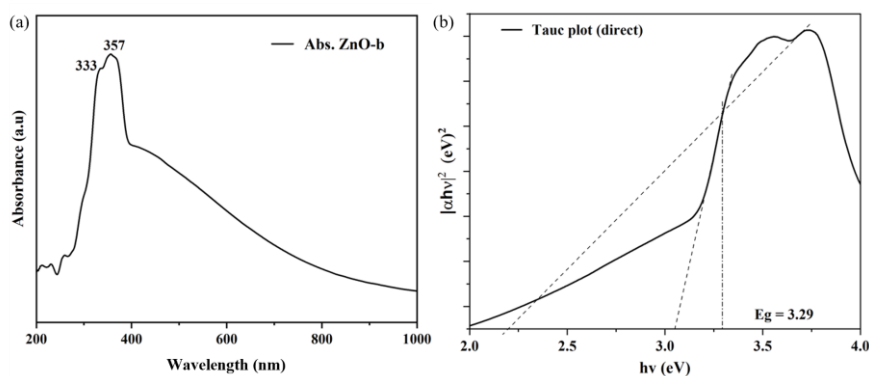 (a)
357
333
Abs. ZnO-b
Absorbance (a.u)
200
400
600
800
1000
Wavelength (nm)
(b)
Tauc plot (direct)
|αhν|² (eV)²
Eg = 3.29
2.0
2.5
3.0
3.5
4.0
hν (eV)